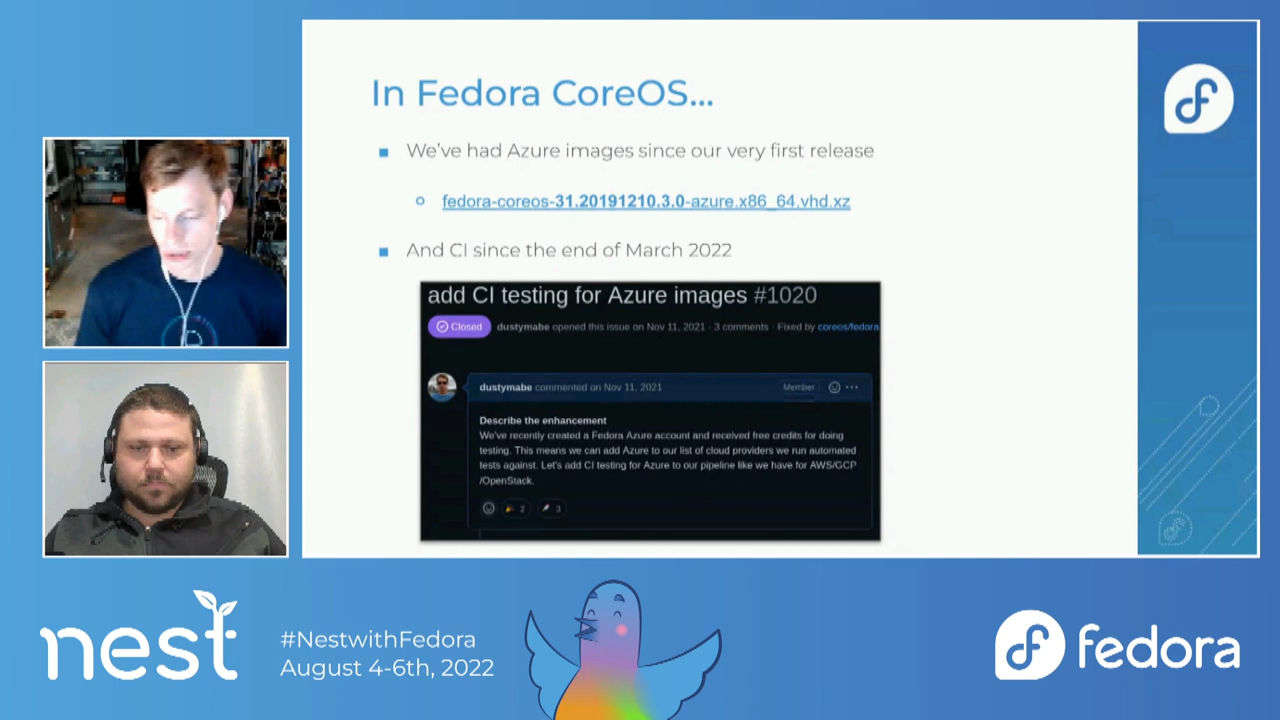 In Fedora CoreOS...
We've had Azure images since our very first release
fedora-coreos-31.20191210.3.0-azure.x86_64.vhd.xz
And CI since the end of March 2022
add CI testing for Azure images #1020
Closed dustymabe opened this issue on Nov 11, 2021 · 3 comments · Fixed by coreos/fedora
dustymabe commented on Nov 11, 2021 Member ...
Describe the enhancement
We've recently created a Fedora Azure account and received free credits for doing
testing. This means we can add Azure to our list of cloud providers we run automated
tests against. Let's add CI testing for Azure to our pipeline like we have for AWS/GCP
/OpenStack.
2 3
nest
#NestwithFedora
August 4-6th, 2022
fedora